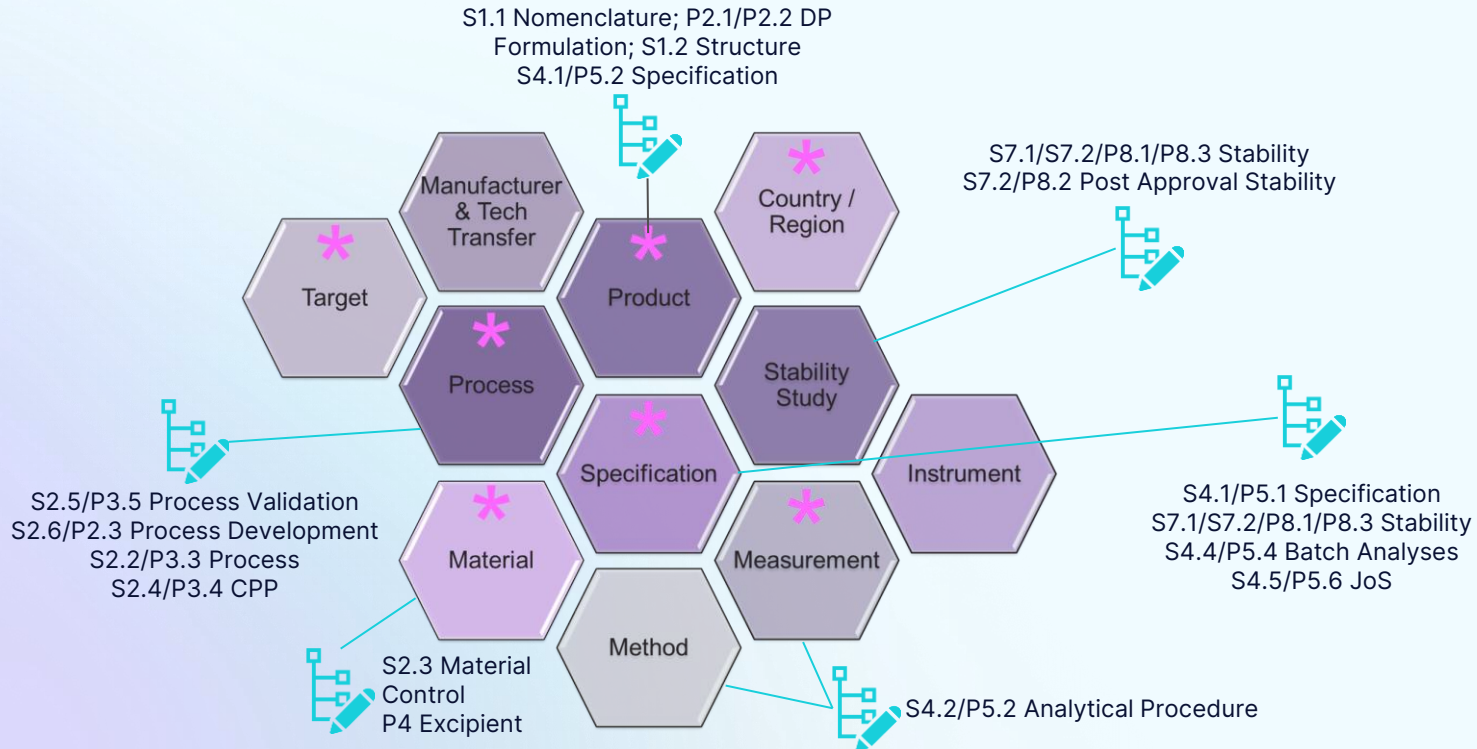 S1.1 Nomenclature; P2.1/P2.2 DP
Formulation; S1.2 Structure
S4.1/P5.2 Specification
S7.1/S7.2/P8.1/P8.3 Stability
S7.2/P8.2 Post Approval Stability
Manufacturer
& Tech
Transfer
*
Country /
Region
*
Target
*
Product
*
Process
Stability
Study
*
Specification
Instrument
S2.5/P3.5 Process Validation
S2.6/P2.3 Process Development
S2.2/P3.3 Process
S2.4/P3.4 CPP
S4.1/P5.1 Specification
S7.1/S7.2/P8.1/P8.3 Stability
S4.4/P5.4 Batch Analyses
S4.5/P5.6 JoS
*
Material
*
Measurement
Method
S2.3 Material
Control
P4 Excipient
S4.2/P5.2 Analytical Procedure